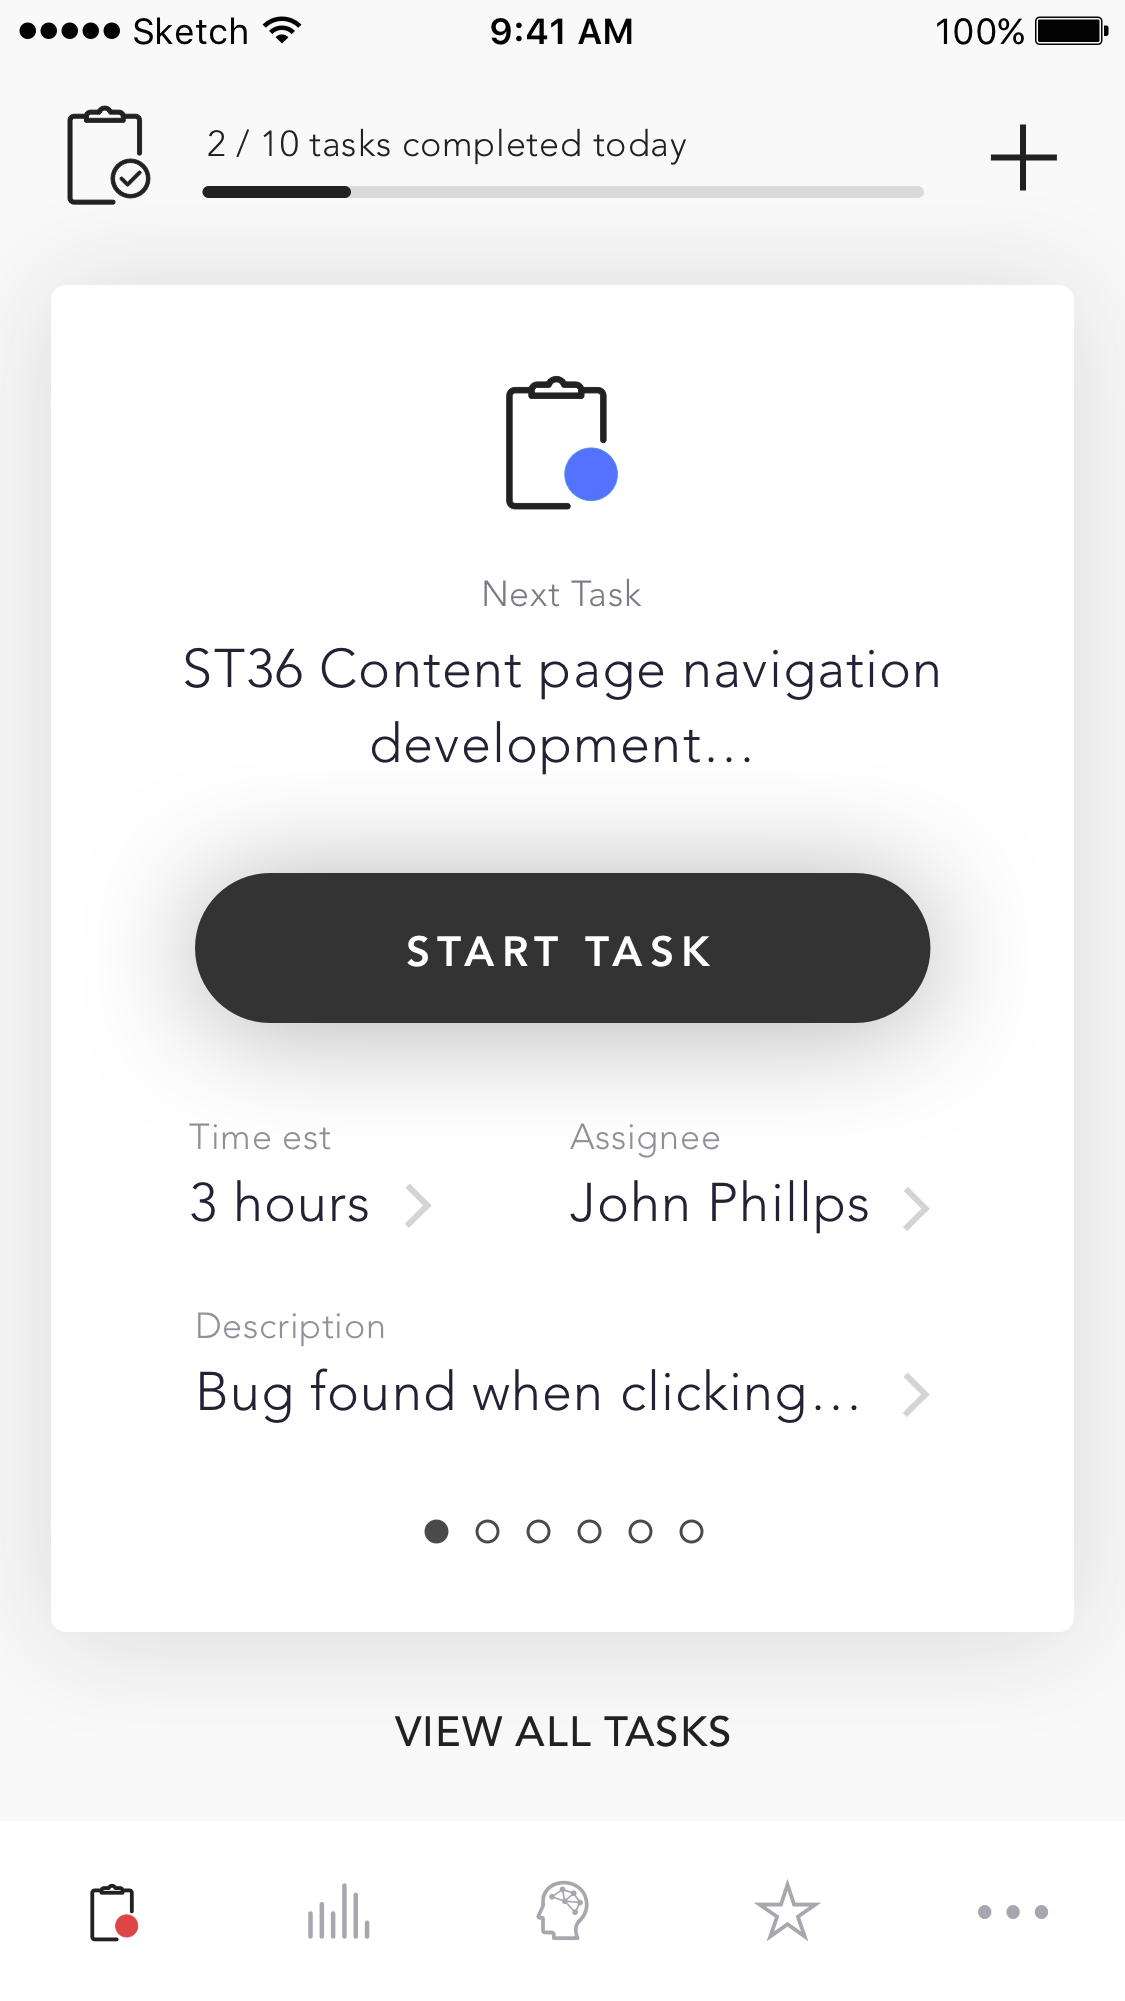 Sketch 9:41 AM 100%
2 / 10 tasks completed today
Next Task
ST36 Content page navigation
development...
START TASK
Time est
3 hours
Assignee
John Phillps
Description
Bug found when clicking...
VIEW ALL TASKS